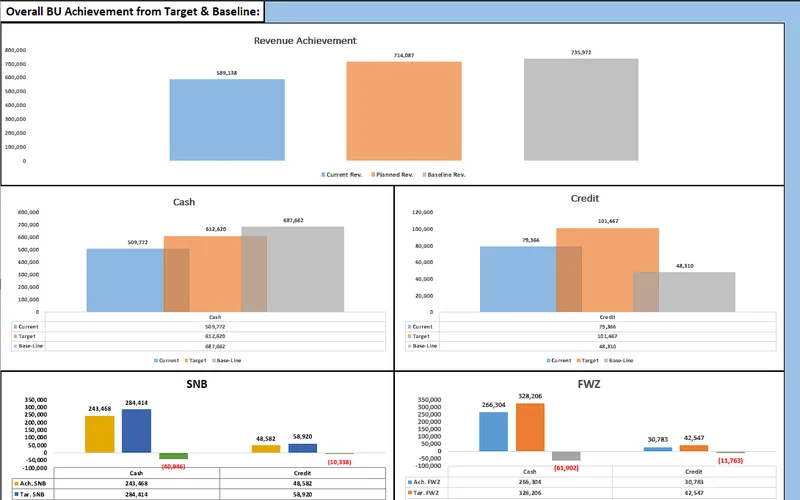 Overall BU Achievement from Target & Baseline:
Revenue Achievement
800,000
700,000
600,000
500,000
400,000
300,000
200,000
100,000
0
589,138
714,087
735,972
Current Rev. Planned Rev. Baseline Rev.
Cash
800,000
700,000
600,000
500,000
400,000
300,000
200,000
100,000
0
509,772
612,620
687,662
Cash
Current 509,772
Target 612,620
Base-Line 687,662
Current Target Base-Line
Credit
120,000
100,000
80,000
60,000
40,000
20,000
0
79,366
101,467
48,310
Credit
Current 79,366
Target 101,467
Base-Line 48,310
Current Target Base-Line
SNB
350,000
300,000
250,000
200,000
150,000
100,000
50,000
0
-50,000
-100,000
243,468
284,414
(40,946)
48,582
58,920
(10,338)
Cash Credit
Ach. SNB 243,468 48,582
Tar. SNB 284,414 58,920
FWZ
350,000
300,000
250,000
200,000
150,000
100,000
50,000
0
-50,000
-100,000
266,304
328,206
(61,902)
30,783
42,547
(11,763)
Cash Credit
Ach. FWZ 266,304 30,783
Tar. FWZ 328,206 42,547